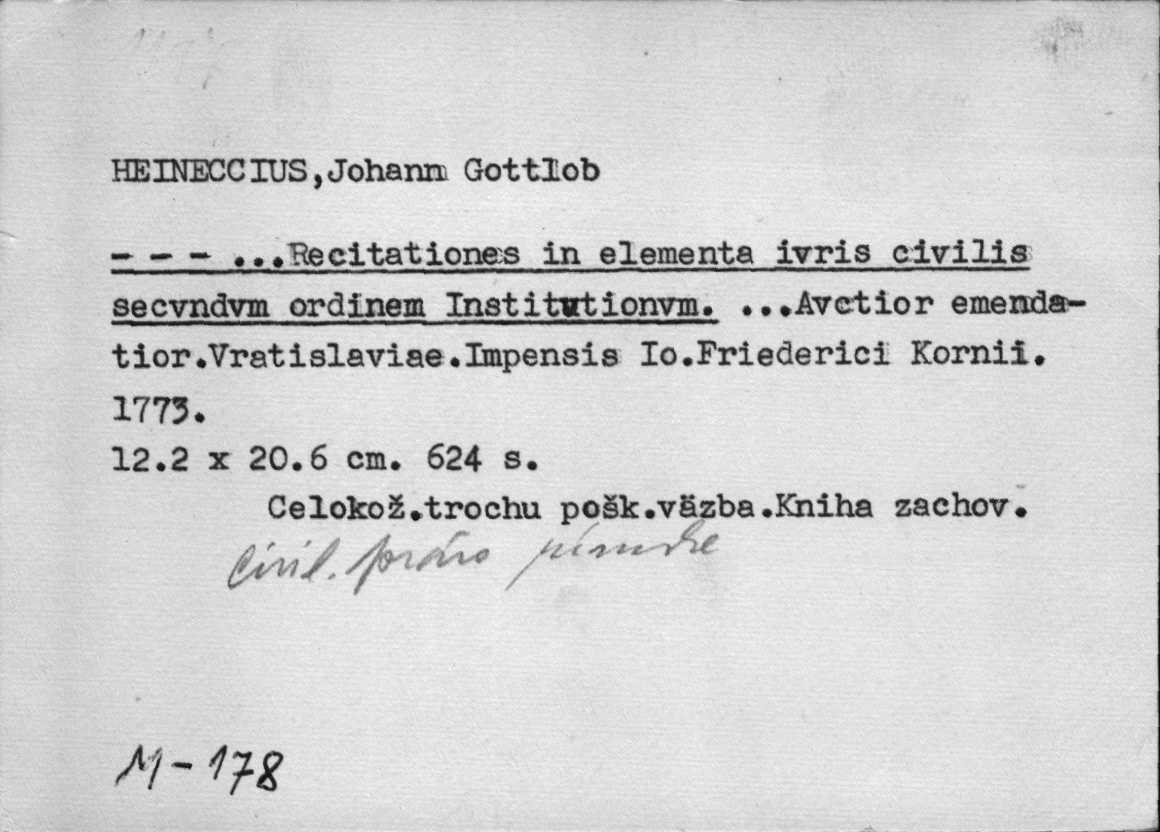 HEINECCIUS,Johann Gottlob
- - - ...Recitationes in elementa ivris civilis
secvndvm ordinem Institvtionvm. ...Avctior emenda-
tior.Vratislaviae.Impensis Io.Friederici Kornii.
1773.
12.2 x 20.6 cm. 624 s.
Celokož.trochu pošk.väzba.Kniha zachov.
civil. právo
M-178